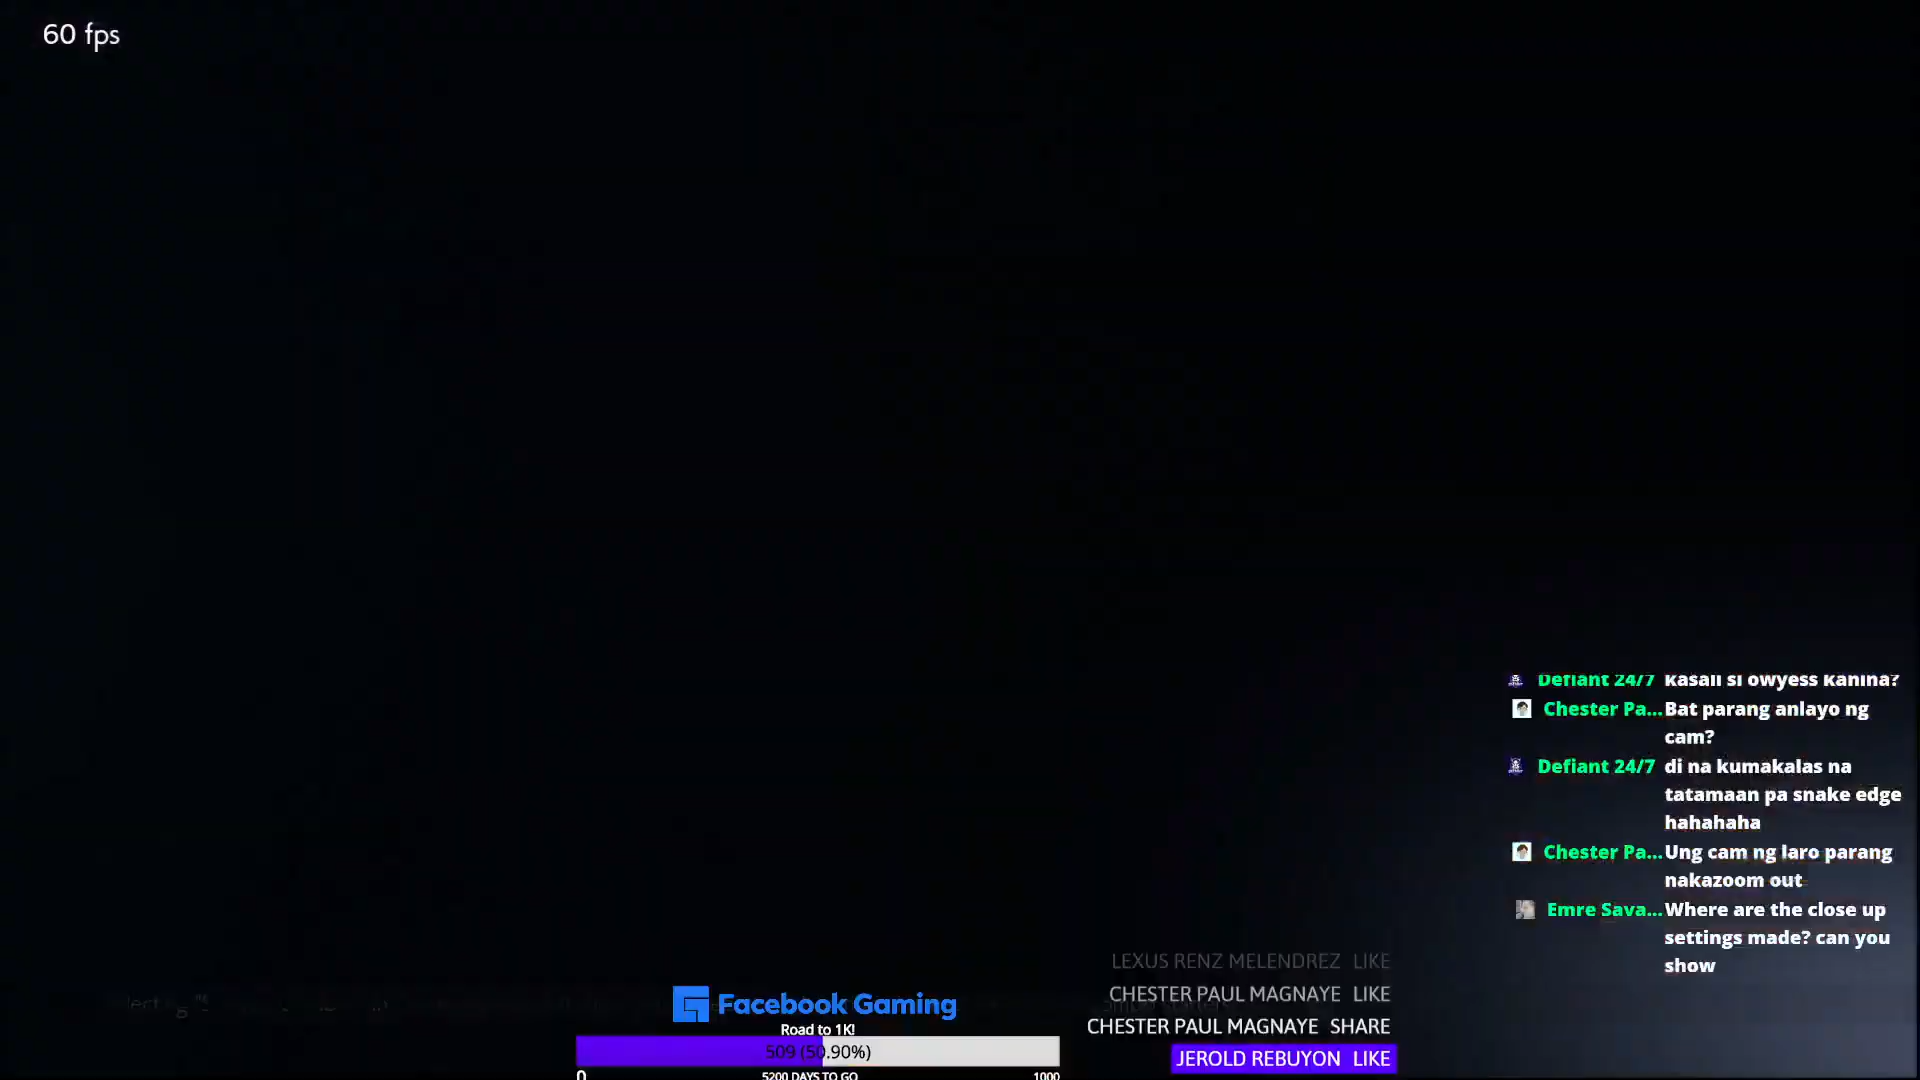 60 fps
Defiant 24/7 kasali si owyess kanina?
Chester Pa... Bat parang anlayo ng
cam?
Defiant 24/7 di na kumakalas na
tatamaan pa snake edge
hahahaha
Chester Pa... Ung cam ng laro parang
nakazoom out
Emre Sava... Where are the close up
settings made? can you
show
LEXUS RENZ MELENDREZ LIKE
CHESTER PAUL MAGNAYE LIKE
CHESTER PAUL MAGNAYE SHARE
JEROLD REBUYON LIKE
Facebook Gaming
Road to 1K!
509 (50.90%)
0 5200 DAYS TO GO 1000